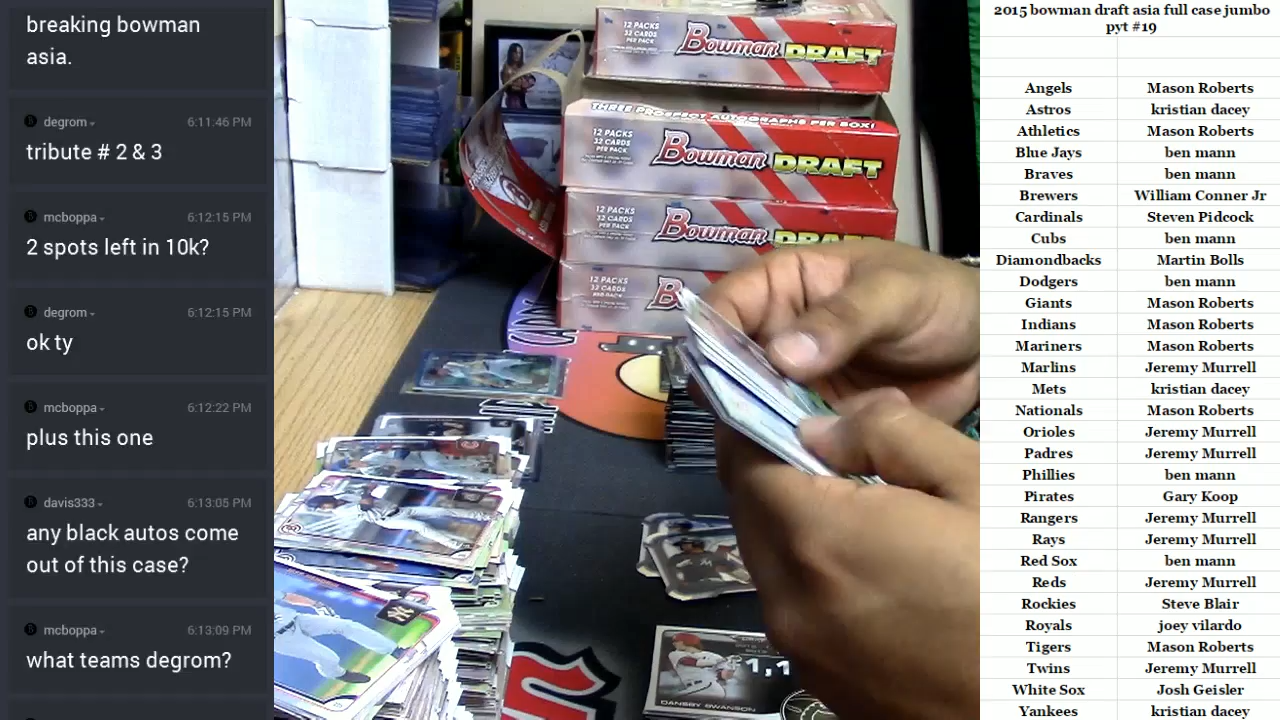 breaking bowman
asia.
degrom 6:11:46 PM
tribute # 2 & 3
mcboppa 6:12:15 PM
2 spots left in 10k?
degrom 6:12:15 PM
ok ty
mcboppa 6:12:22 PM
plus this one
davis333 6:13:05 PM
any black autos come
out of this case?
mcboppa 6:13:09 PM
what teams degrom?
12 PACKS
32 CARDS
PER PACK
Bowman DRAFT
THREE PROSPECT AUTOGRAPHS PER BOX!
12 PACKS
32 CARDS
PER PACK
Bowman DRAFT
12 PACKS
32 CARDS
PER PACK
Bowman DRAFT
12 PACKS
32 CARDS
PER PACK
B
1,1
DANSBY SWANSON
2015 bowman draft asia full case jumbo
pyt #19
Angels Mason Roberts
Astros kristian dacey
Athletics Mason Roberts
Blue Jays ben mann
Braves ben mann
Brewers William Conner Jr
Cardinals Steven Pidcock
Cubs ben mann
Diamondbacks Martin Bolls
Dodgers ben mann
Giants Mason Roberts
Indians Mason Roberts
Mariners Mason Roberts
Marlins Jeremy Murrell
Mets kristian dacey
Nationals Mason Roberts
Orioles Jeremy Murrell
Padres Jeremy Murrell
Phillies ben mann
Pirates Gary Koop
Rangers Jeremy Murrell
Rays Jeremy Murrell
Red Sox ben mann
Reds Jeremy Murrell
Rockies Steve Blair
Royals joey vilardo
Tigers Mason Roberts
Twins Jeremy Murrell
White Sox Josh Geisler
Yankees kristian dacey